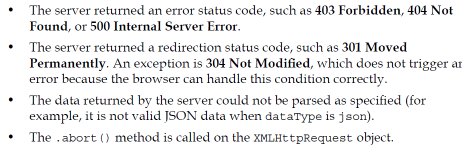 • The server returned an error status code, such as 403 Forbidden, 404 Not
Found, or 500 Internal Server Error.
• The server returned a redirection status code, such as 301 Moved
Permanently. An exception is 304 Not Modified, which does not trigger an
error because the browser can handle this condition correctly.
• The data returned by the server could not be parsed as specified (for
example, it is not valid JSON data when dataType is json).
• The .abort() method is called on the XMLHttpRequest object.